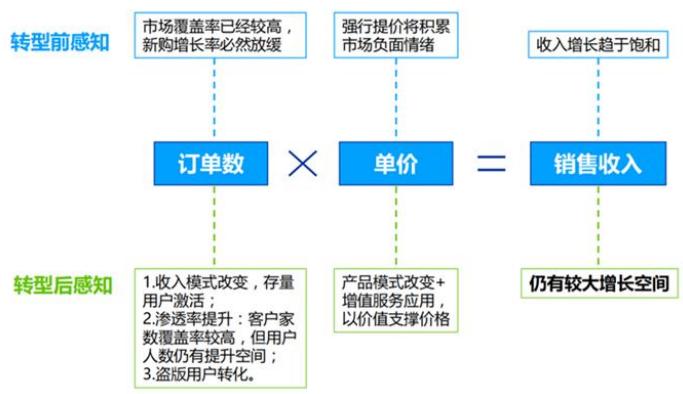 转型前感知
市场覆盖率已经较高，
新购增长率必然放缓
强行提价将积累
市场负面情绪
收入增长趋于饱和
订单数 × 单价 = 销售收入
转型后感知
1.收入模式改变，存量
用户激活；
2.渗透率提升：客户家
数覆盖率较高，但用户
人数仍有提升空间；
3.盗版用户转化。
产品模式改变+
增值服务应用，
以价值支撑价格
仍有较大增长空间